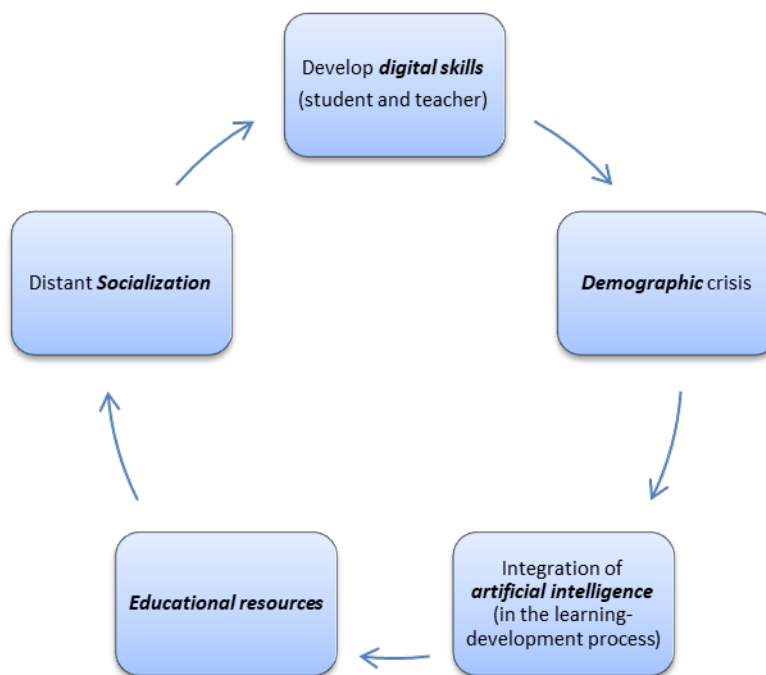 Develop digital skills
(student and teacher)
Demographic crisis
Integration of
artificial intelligence
(in the learning-
development process)
Educational resources
Distant Socialization